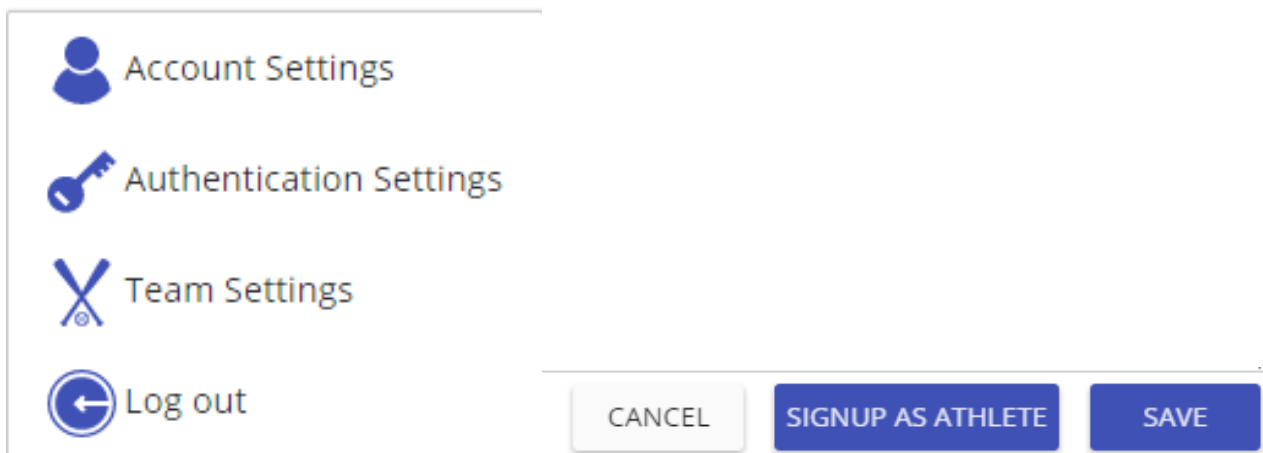 Account Settings
Authentication Settings
Team Settings
Log out
CANCEL SIGNUP AS ATHLETE SAVE